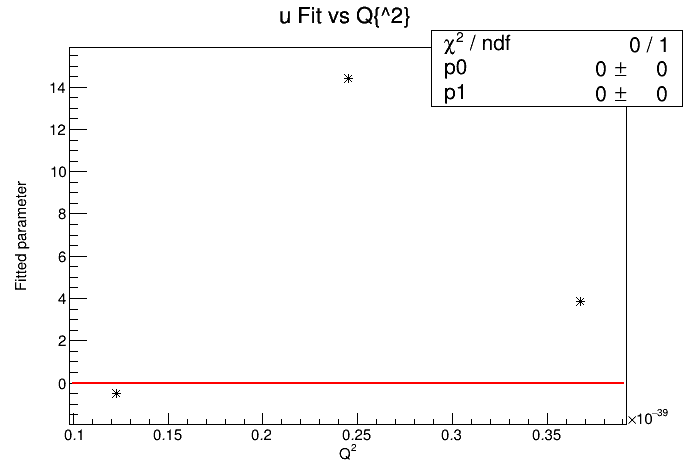 u Fit vs Q{^2}
χ² / ndf 0 / 1
p0 0 ± 0
p1 0 ± 0
Fitted parameter
14
12
10
8
6
4
2
0
0.1 0.15 0.2 0.25 0.3 0.35
×10⁻³⁹
Q²